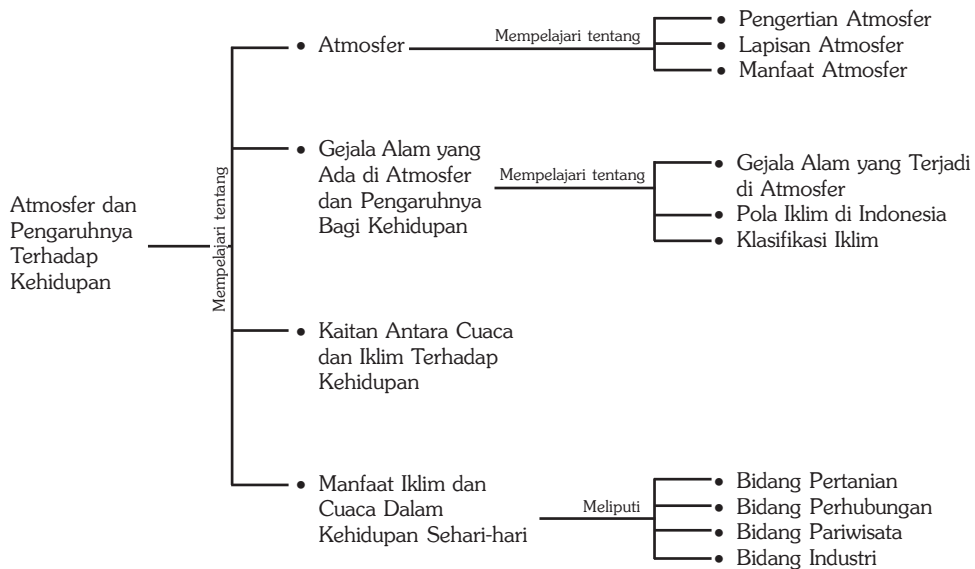 Atmosfer dan
Pengaruhnya
Terhadap
Kehidupan
Mempelajari tentang
• Atmosfer
Mempelajari tentang
• Pengertian Atmosfer
• Lapisan Atmosfer
• Manfaat Atmosfer
• Gejala Alam yang
Ada di Atmosfer
dan Pengaruhnya
Bagi Kehidupan
Mempelajari tentang
• Gejala Alam yang Terjadi
di Atmosfer
• Pola Iklim di Indonesia
• Klasifikasi Iklim
• Kaitan Antara Cuaca
dan Iklim Terhadap
Kehidupan
• Manfaat Iklim dan
Cuaca Dalam
Kehidupan Sehari-hari
Meliputi
• Bidang Pertanian
• Bidang Perhubungan
• Bidang Pariwisata
• Bidang Industri